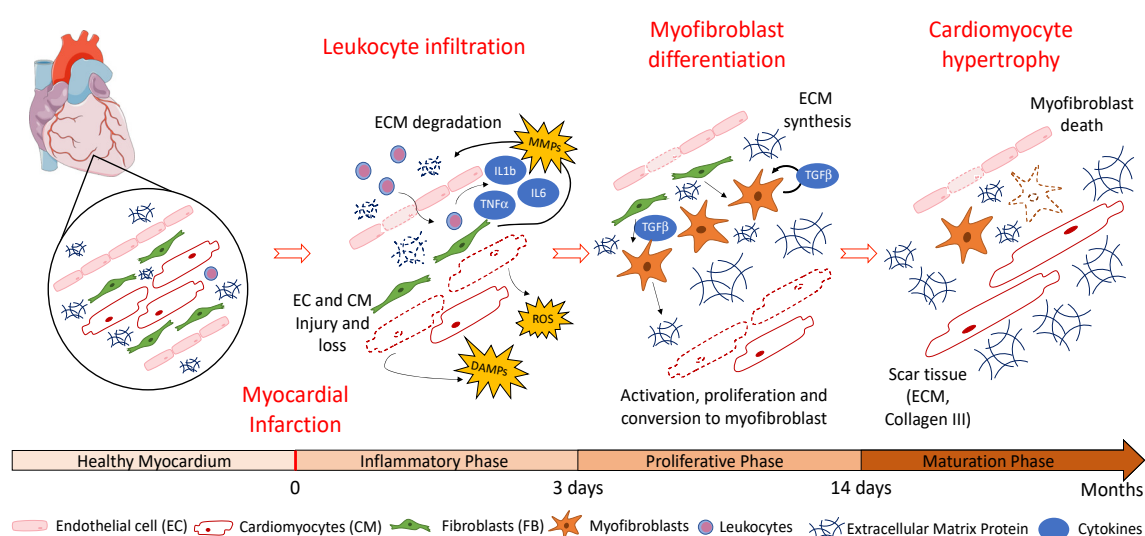 Leukocyte infiltration
Myofibroblast
differentiation
Cardiomyocyte
hypertrophy
ECM degradation
MMPs
IL1b
IL6
TNFα
EC and CM
Injury and
loss
ROS
DAMPs
ECM
synthesis
TGFβ
TGFβ
Activation, proliferation and
conversion to myofibroblast
Myofibroblast
death
Scar tissue
(ECM,
Collagen III)
Myocardial
Infarction
Healthy Myocardium
Inflammatory Phase
Proliferative Phase
Maturation Phase
0
3 days
14 days
Months
Endothelial cell (EC)
Cardiomyocytes (CM)
Fibroblasts (FB)
Myofibroblasts
Leukocytes
Extracellular Matrix Protein
Cytokines